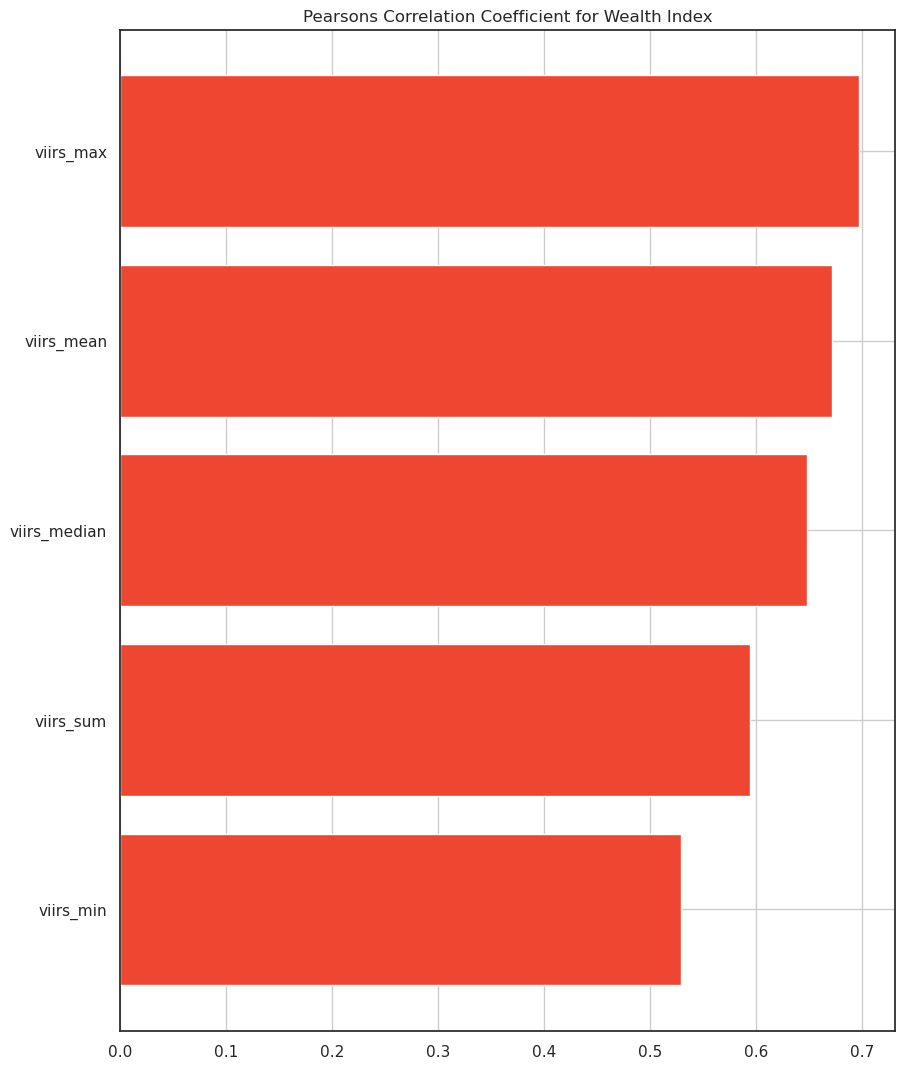 Pearsons Correlation Coefficient for Wealth Index
viirs_max
viirs_mean
viirs_median
viirs_sum
viirs_min
0.0 0.1 0.2 0.3 0.4 0.5 0.6 0.7